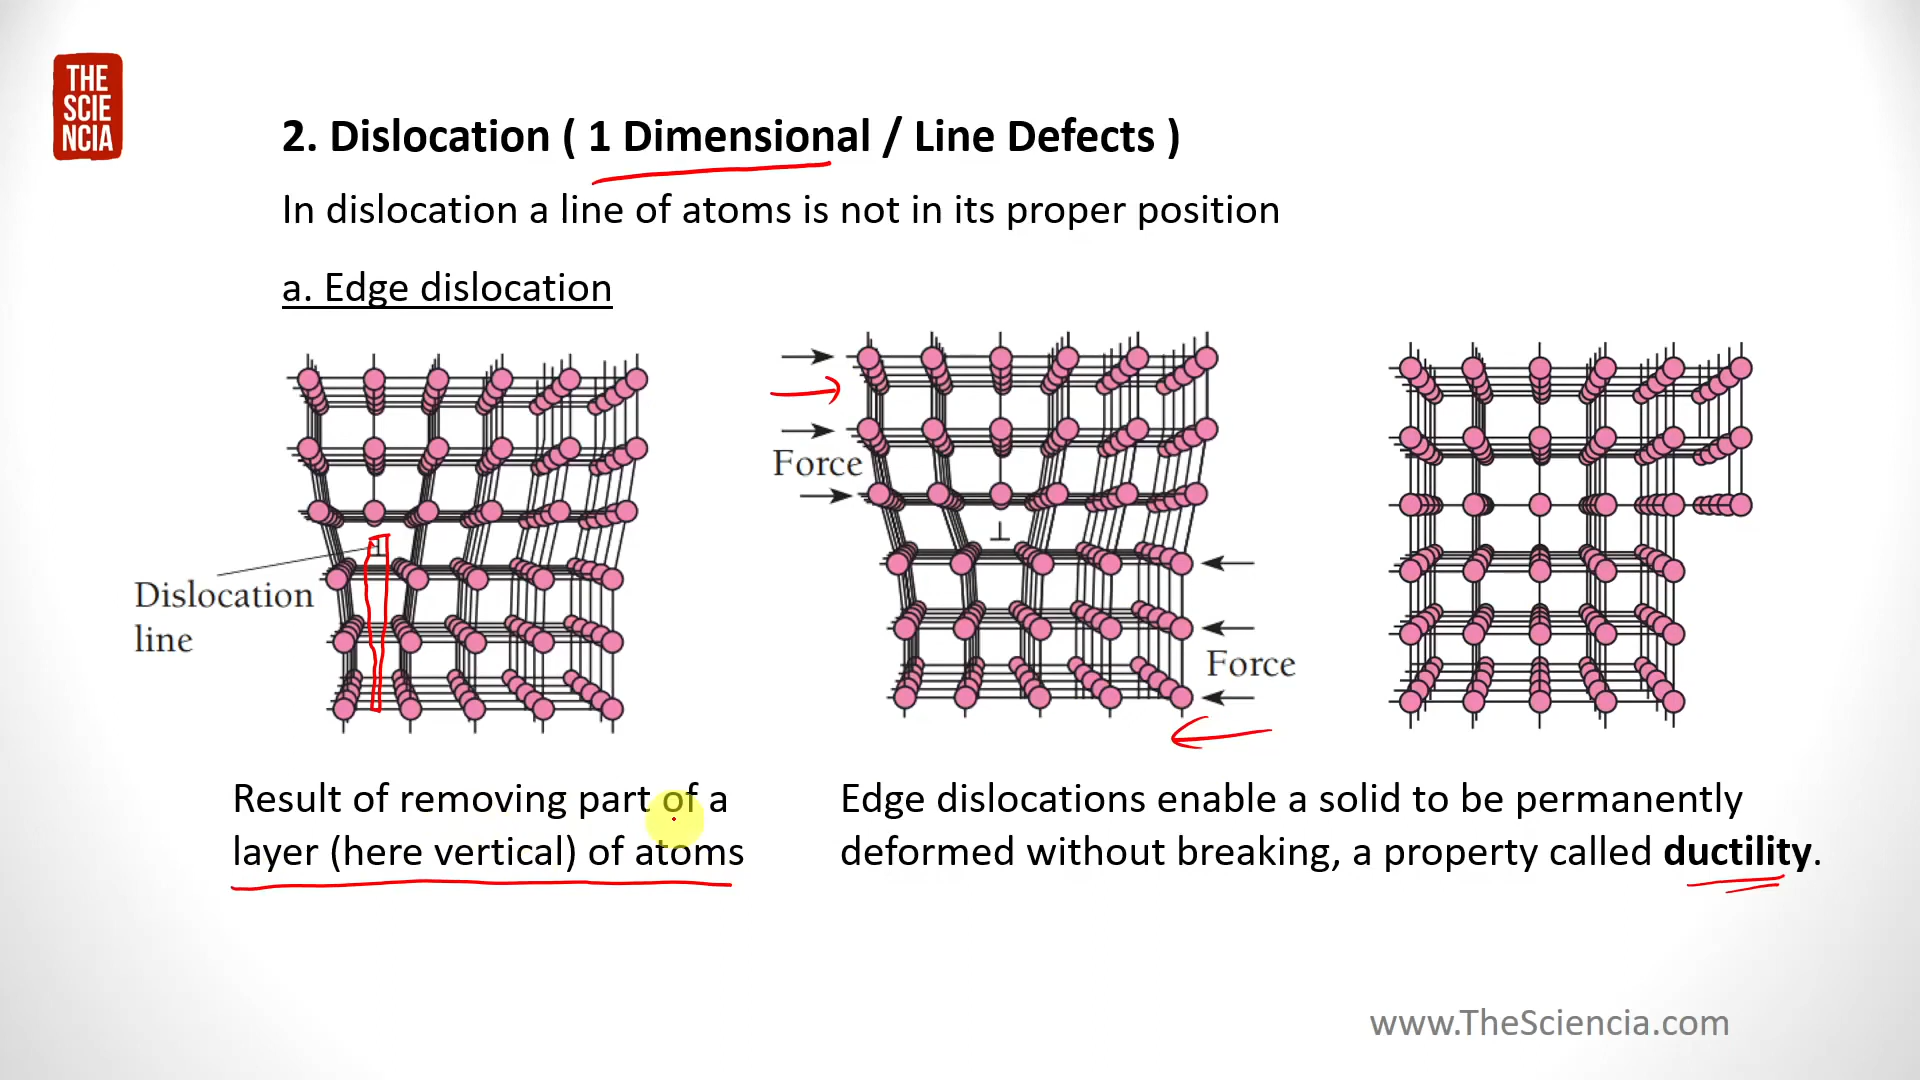 THE
SCIE
NCIA
2. Dislocation ( 1 Dimensional / Line Defects )
In dislocation a line of atoms is not in its proper position
a. Edge dislocation
Force
⊥
Dislocation
line
⊥
Force
Result of removing part of a
layer (here vertical) of atoms
Edge dislocations enable a solid to be permanently
deformed without breaking, a property called ductility.
www.TheSciencia.com